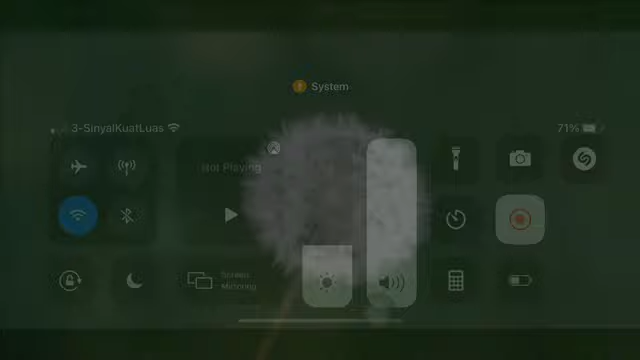 System
3-SinyalKuatLuas
71%
Not Playing
Screen
Mirroring